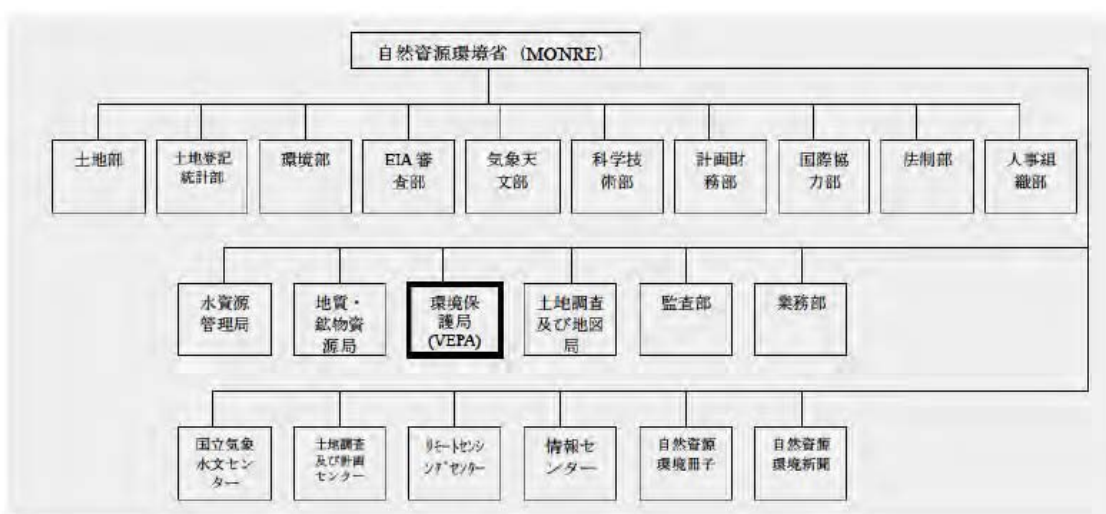 自然資源環境省 (MONRE)
土地部
土地登記
統計部
環境部
EIA 審
査部
気象天
文部
科学技
術部
計画財
務部
国際協
力部
法制部
人事組
織部
水資源
管理局
地質・
鉱物資
源局
環境保
護局
(VEPA)
土地調査
及び地図
局
監査部
業務部
国立気象
水文セン
ター
土地調査
及び計画
センター
リモートセンシ
ングセンター
情報セ
ンター
自然資源
環境冊子
自然資源
環境新聞